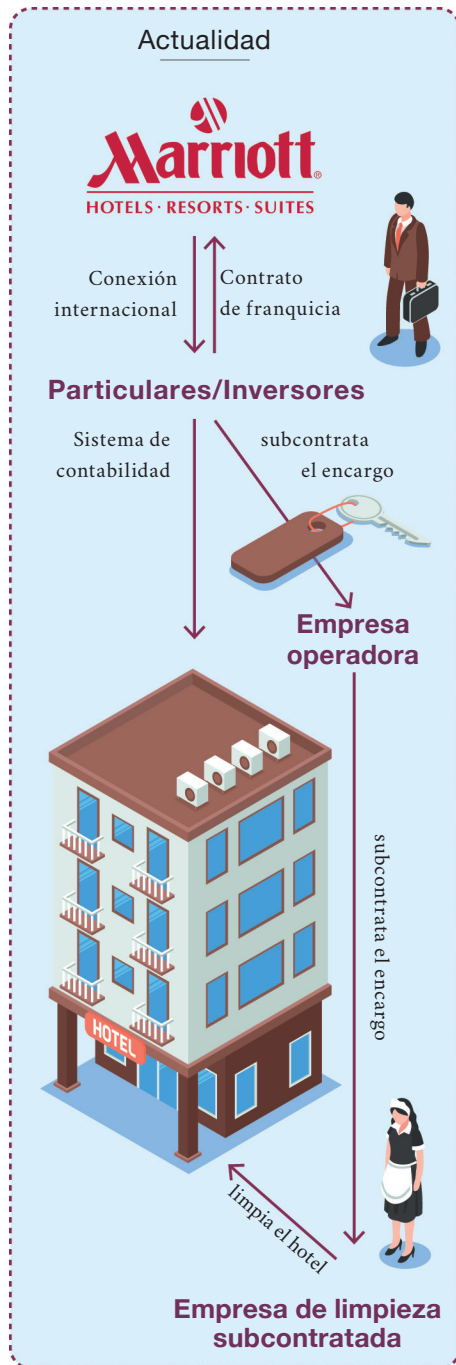 Actualidad
Marriott®
HOTELS · RESORTS · SUITES
Conexión
internacional
Contrato
de franquicia
Particulares/Inversores
Sistema de
contabilidad
subcontrata
el encargo
Empresa
operadora
subcontrata el encargo
HOTEL
limpia el hotel
Empresa de limpieza
subcontratada